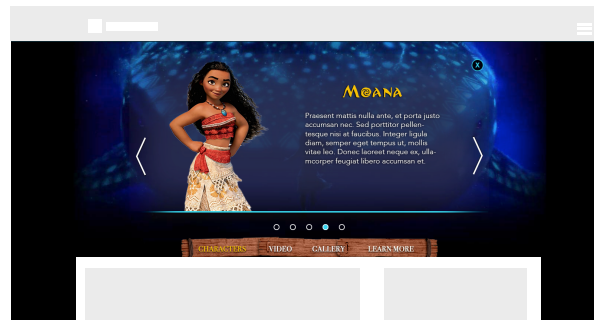 X
MOANA
Praesent mattis nulla ante, et porta justo
accumsan nec. Sed porttitor pellen-
tesque nisi at faucibus. Integer ligula
diam, semper eget tempus ut, mollis
vitae leo. Donec laoreet neque ex, ulla-
mcorper feugiat libero accumsan et.
CHARACTERS VIDEO GALLERY LEARN MORE